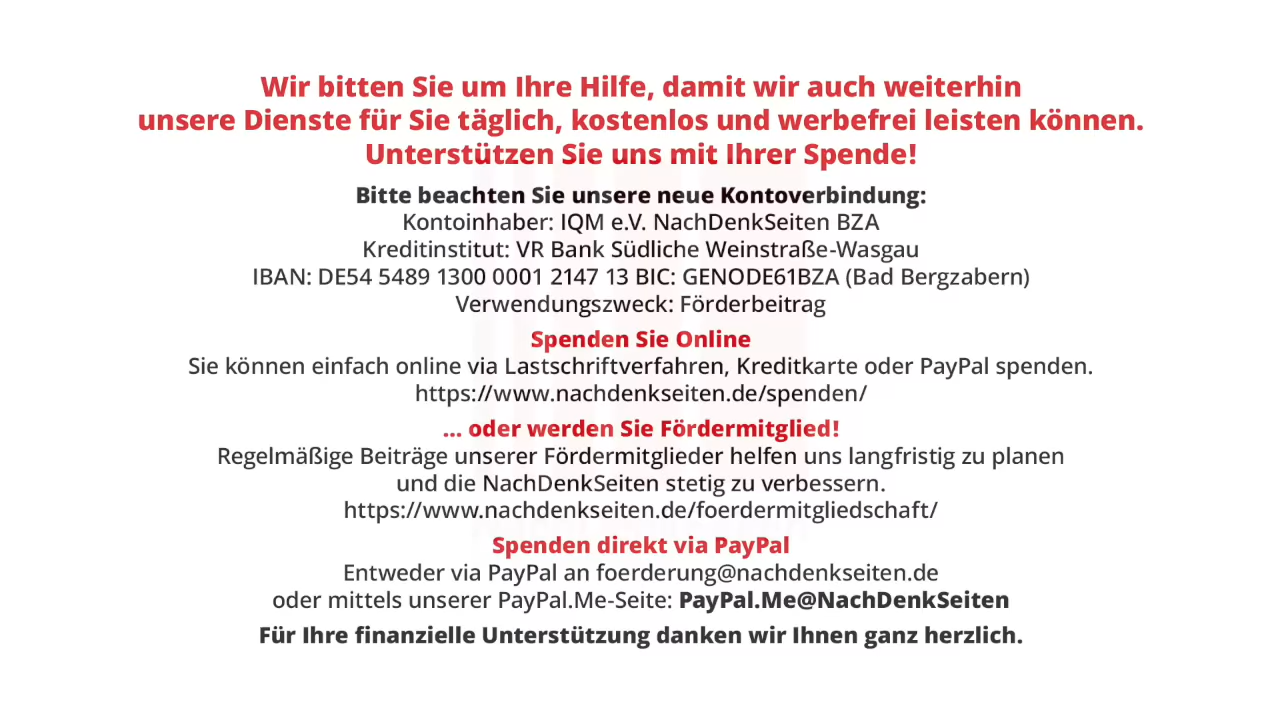 Wir bitten Sie um Ihre Hilfe, damit wir auch weiterhin
unsere Dienste für Sie täglich, kostenlos und werbefrei leisten können.
Unterstützen Sie uns mit Ihrer Spende!
Bitte beachten Sie unsere neue Kontoverbindung:
Kontoinhaber: IQM e.V. NachDenkSeiten BZA
Kreditinstitut: VR Bank Südliche Weinstraße-Wasgau
IBAN: DE54 5489 1300 0001 2147 13 BIC: GENODE61BZA (Bad Bergzabern)
Verwendungszweck: Förderbeitrag
Spenden Sie Online
Sie können einfach online via Lastschriftverfahren, Kreditkarte oder PayPal spenden.
https://www.nachdenkseiten.de/spenden/
... oder werden Sie Fördermitglied!
Regelmäßige Beiträge unserer Fördermitglieder helfen uns langfristig zu planen
und die NachDenkSeiten stetig zu verbessern.
https://www.nachdenkseiten.de/foerdermitgliedschaft/
Spenden direkt via PayPal
Entweder via PayPal an foerderung@nachdenkseiten.de
oder mittels unserer PayPal.Me-Seite: PayPal.Me@NachDenkSeiten
Für Ihre finanzielle Unterstützung danken wir Ihnen ganz herzlich.